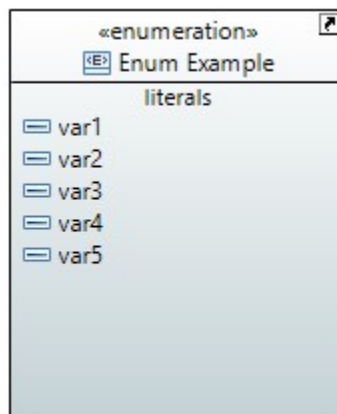 «enumeration»
Enum Example
literals
var1
var2
var3
var4
var5